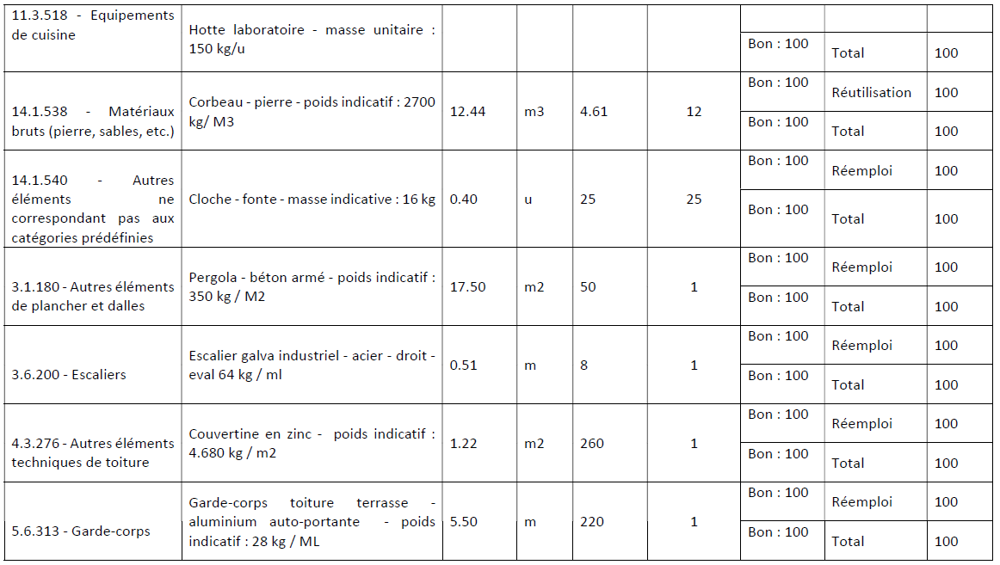 11.3.518 - Equipements
de cuisine
Hotte laboratoire - masse unitaire :
150 kg/u
Bon : 100
Total
100
14.1.538 - Matériaux
bruts (pierre, sables, etc.)
Corbeau - pierre - poids indicatif : 2700
kg/ M3
12.44
m3
4.61
12
Bon : 100
Réutilisation
100
Bon : 100
Total
100
14.1.540 - Autres
éléments ne
correspondant pas aux
catégories prédéfinies
Cloche - fonte - masse indicative : 16 kg
0.40
u
25
25
Bon : 100
Réemploi
100
Bon : 100
Total
100
3.1.180 - Autres éléments
de plancher et dalles
Pergola - béton armé - poids indicatif :
350 kg / M2
17.50
m2
50
1
Bon : 100
Réemploi
100
Bon : 100
Total
100
3.6.200 - Escaliers
Escalier galva industriel - acier - droit -
eval 64 kg / ml
0.51
m
8
1
Bon : 100
Réemploi
100
Bon : 100
Total
100
4.3.276 - Autres éléments
techniques de toiture
Couvertine en zinc - poids indicatif :
4.680 kg / m2
1.22
m2
260
1
Bon : 100
Réemploi
100
Bon : 100
Total
100
5.6.313 - Garde-corps
Garde-corps toiture terrasse -
aluminium auto-portante - poids
indicatif : 28 kg / ML
5.50
m
220
1
Bon : 100
Réemploi
100
Bon : 100
Total
100